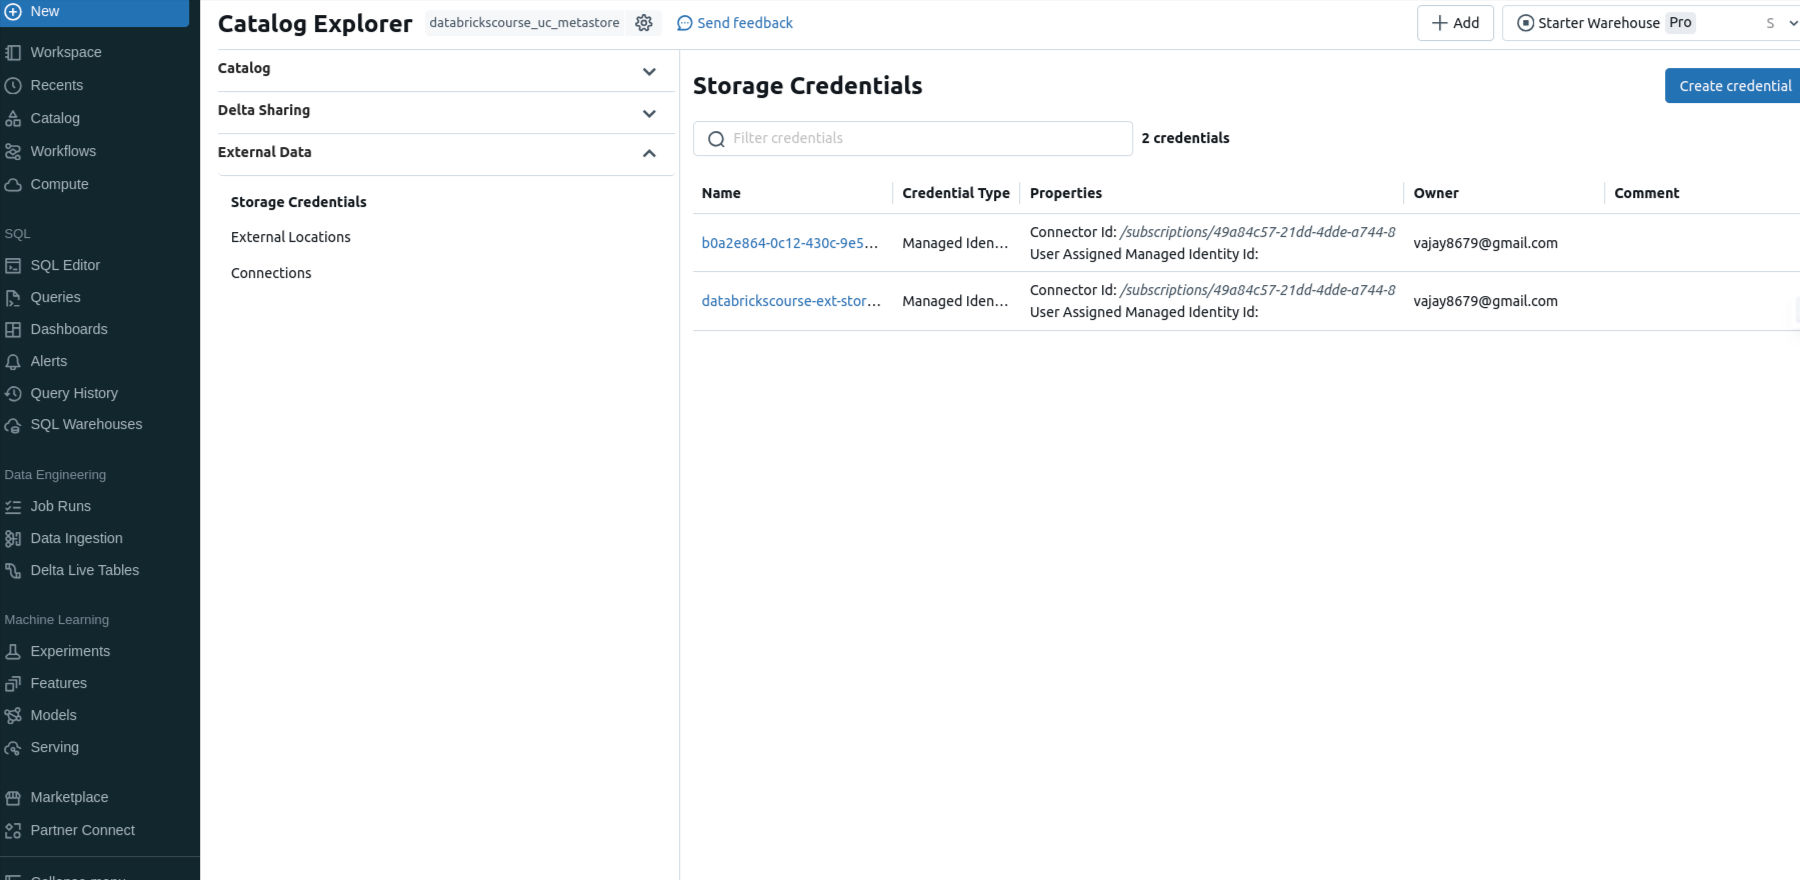 New
Workspace
Recents
Catalog
Workflows
Compute
SQL
SQL Editor
Queries
Dashboards
Alerts
Query History
SQL Warehouses
Data Engineering
Job Runs
Data Ingestion
Delta Live Tables
Machine Learning
Experiments
Features
Models
Serving
Marketplace
Partner Connect
Catalog Explorer databrickscourse_uc_metastore Send feedback
Add Starter Warehouse Pro S
Catalog
Delta Sharing
External Data
Storage Credentials
External Locations
Connections
Storage Credentials
Create credential
Filter credentials 2 credentials
Name Credential Type Properties Owner Comment
b0a2e864-0c12-430c-9e5... Managed Iden... Connector Id: /subscriptions/49a84c57-21dd-4dde-a744-8 vajay8679@gmail.com
User Assigned Managed Identity Id:
databrickscourse-ext-stor... Managed Iden... Connector Id: /subscriptions/49a84c57-21dd-4dde-a744-8 vajay8679@gmail.com
User Assigned Managed Identity Id: